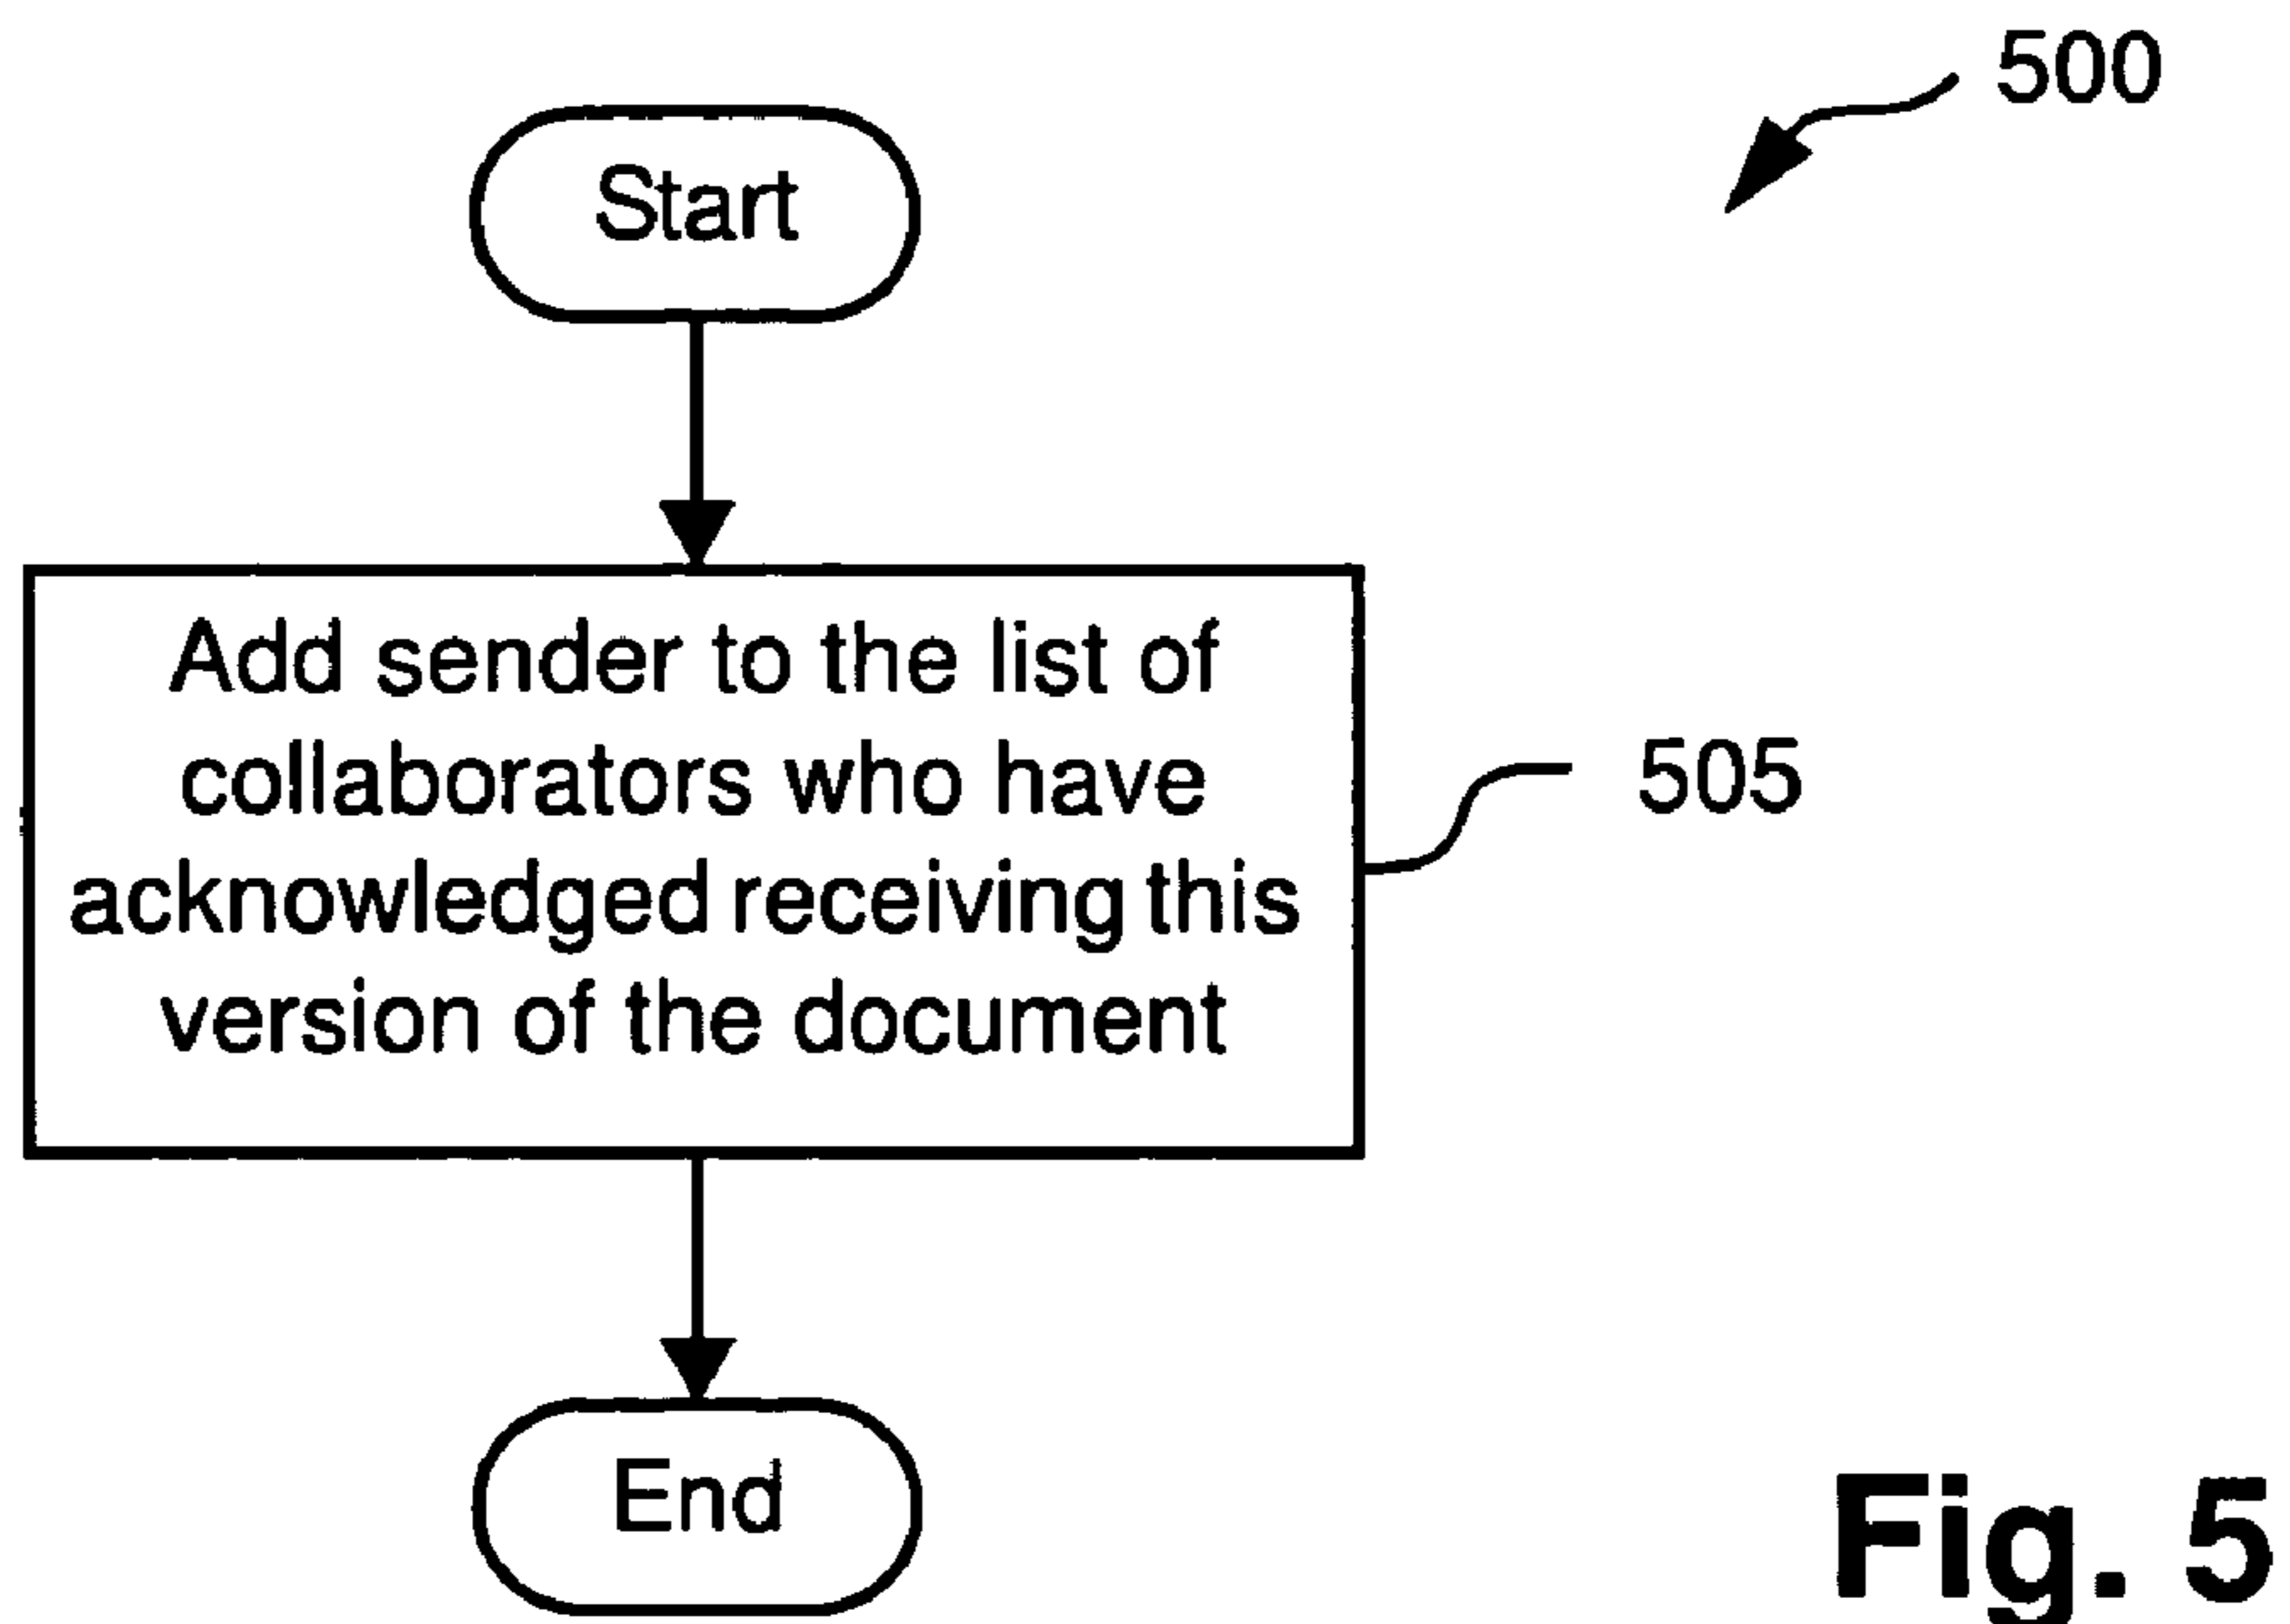 500
Start
Add sender to the list of
collaborators who have
acknowledged receiving this
version of the document
505
End
Fig. 5